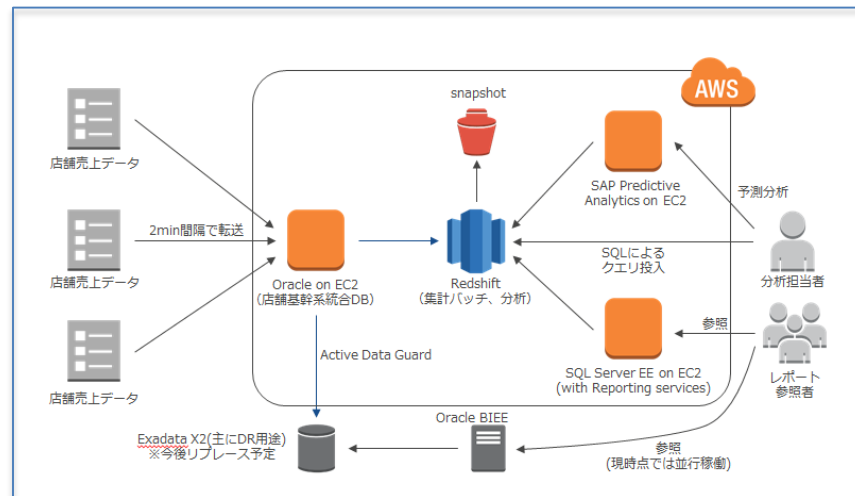 AWS
snapshot
店舗売上データ
SAP Predictive
Analytics on EC2
予測分析
2min間隔で転送
店舗売上データ
Oracle on EC2
(店舗基幹系統合DB)
Redshift
(集計バッチ、分析)
SQLによる
クエリ投入
分析担当者
店舗売上データ
Active Data Guard
参照
SQL Server EE on EC2
(with Reporting services)
レポート
参照者
Exadata X2(主にDR用途)
※今後リプレース予定
Oracle BIEE
参照
(現時点では並行稼働)